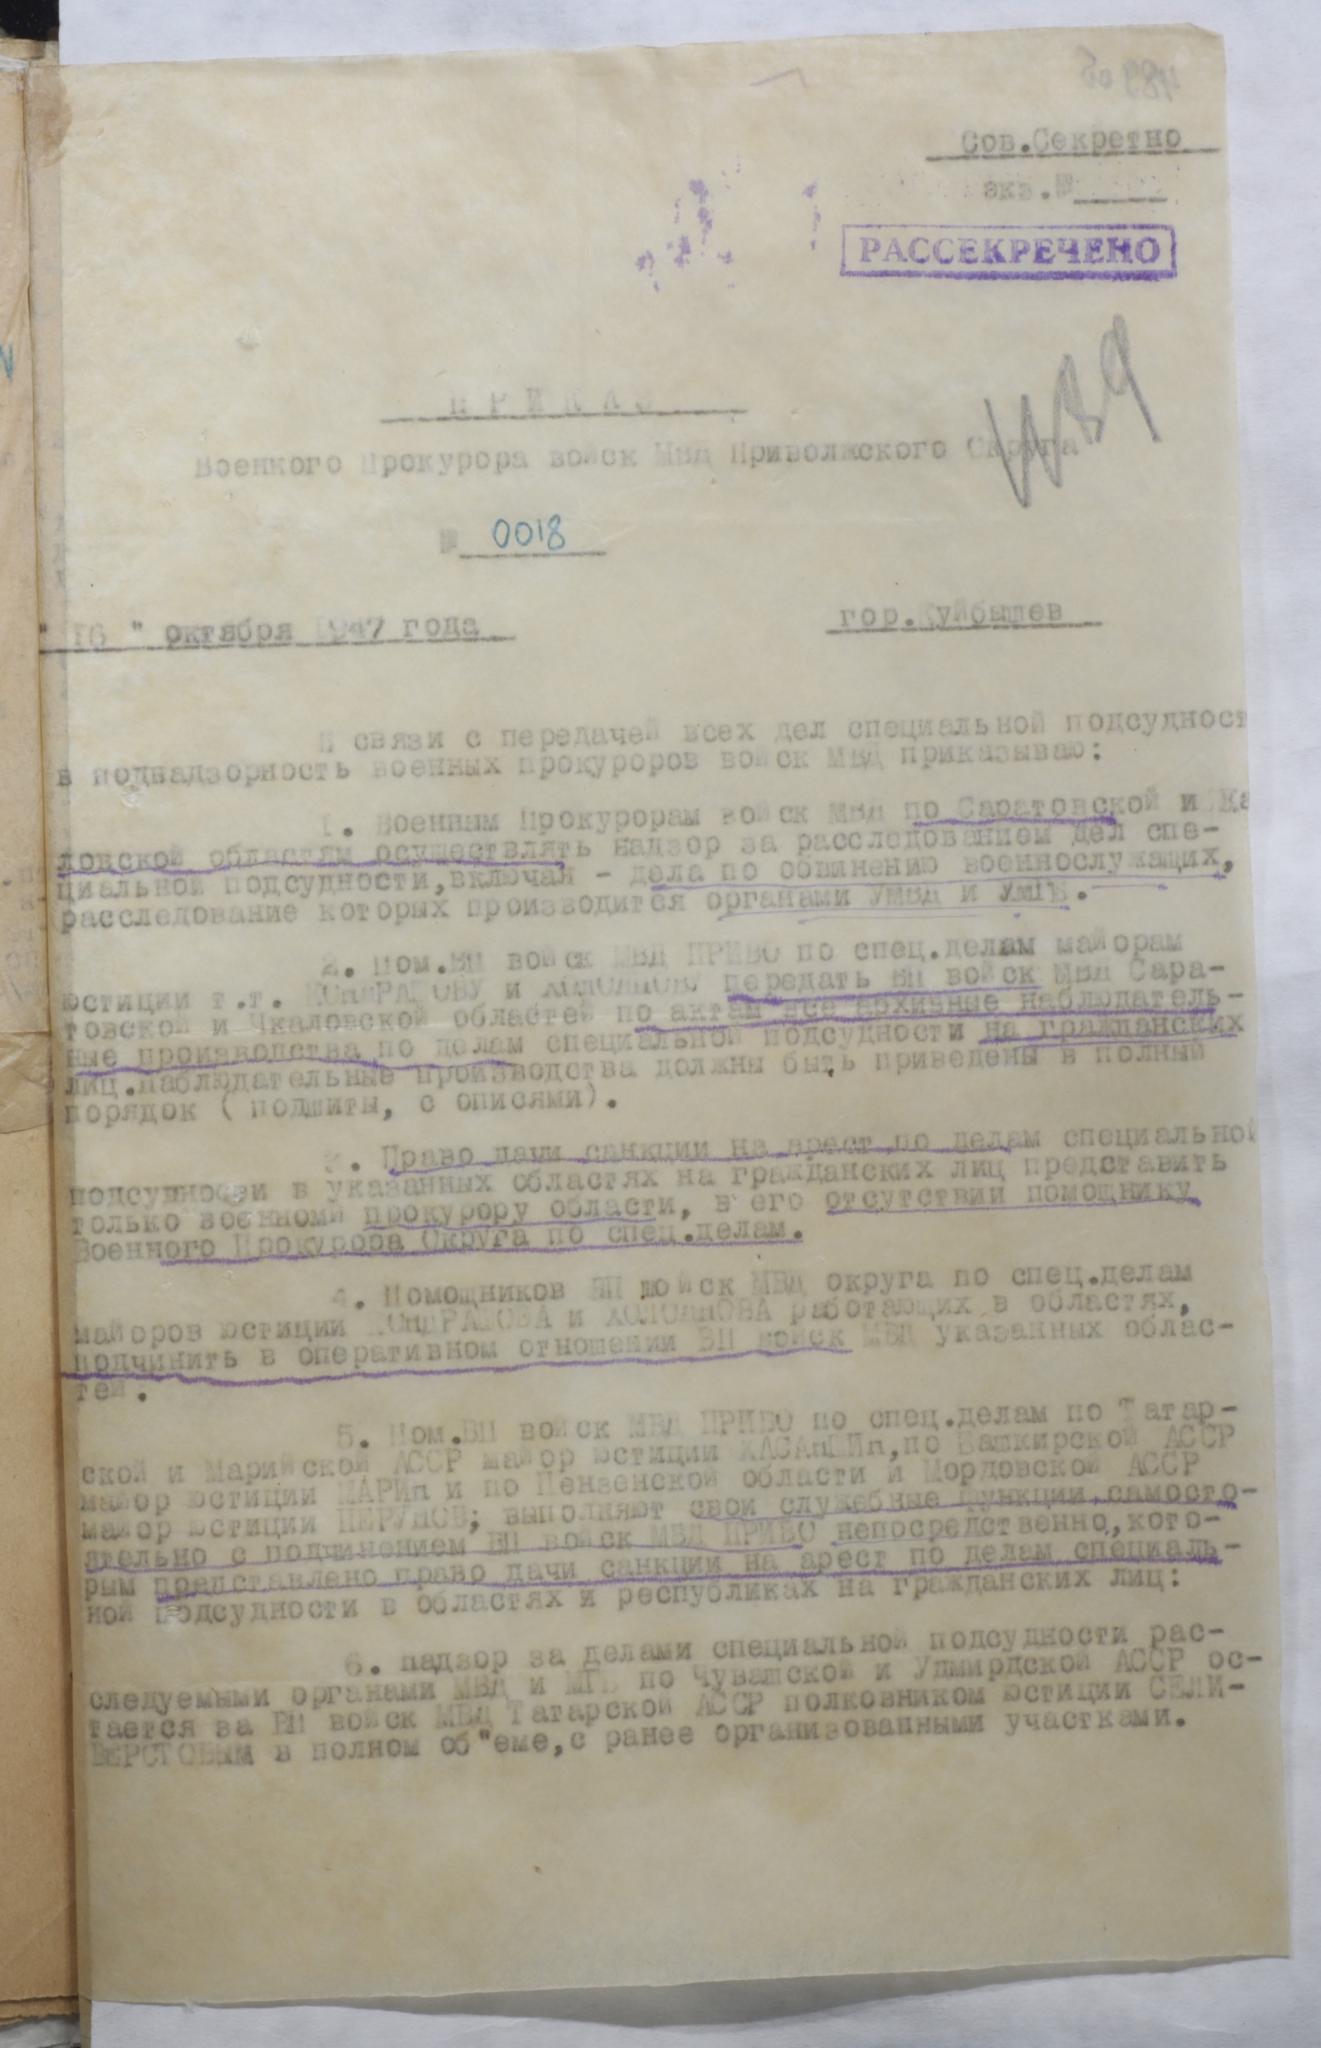 Сов.Секретно
экз.№
РАССЕКРЕЧЕНО
ПРИКАЗ
Военного Прокурора войск МВД Приволжского Округа
№ 0018
"16 " октября 1947 года гор.Куйбышев
В связи с передачей всех дел специальной подсудност
в поднадзорность военных прокуроров войск МВД приказываю:
1. Военным Прокурорам войск МВД по Саратовской и Чка
ловской областям осуществлять надзор за расследованием дел спе-
циальной подсудности,включая - дела по обвинению военнослужащих,
расследование которых производится органами УМВД и УМГБ.
2. Пом.ВП войск МВД ПРИВО по спец.делам майорам
юстиции т.т. КОНДРАШОВУ и ХОЛОДНОВУ передать ВП войск МВД Сара-
товской и Чкаловской областей по актам все архивные наблюдатель-
ные производства по делам специальной подсудности на гражданских
лиц.Наблюдательные производства должны быть приведены в полный
порядок ( подшиты, с описями).
3. Право дачи санкции на арест по делам специальной
подсудности в указанных областях на гражданских лиц представить
только военному прокурору области, в его отсутствии помощнику
Военного Прокурора Округа по спец.делам.
4. Помощников ВП войск МВД округа по спец.делам
майоров юстиции КОНДРАШОВА и ХОЛОДНОВА работающих в областях,
подчинить в оперативном отношении ВП войск МВД указанных облас-
тей.
5. Пом.ВП войск МВД ПРИВО по спец.делам по Татар-
ской и Марийской АССР майор юстиции ХАСАНШИН,по Башкирской АССР
майор юстиции МАРИН и по Пензенской области и Мордовской АССР
майор юстиции ПЕРУНОВ; выполняют свои служебные функции самосто-
ятельно с подчинением ВП войск МВД ПРИВО непосредственно,кото-
рым представлено право дачи санкции на арест по делам специаль-
ной подсудности в областях и республиках на гражданских лиц:
6. Надзор за делами специальной подсудности рас-
следуемыми органами МВД и МГБ по Чувашской и Удмирдской АССР ос-
тается за ВП войск МВД Татарской АССР полковником юстиции СЕЛИ-
ВЕРСТОВЫМ в полном об"еме,с ранее организованными участками.